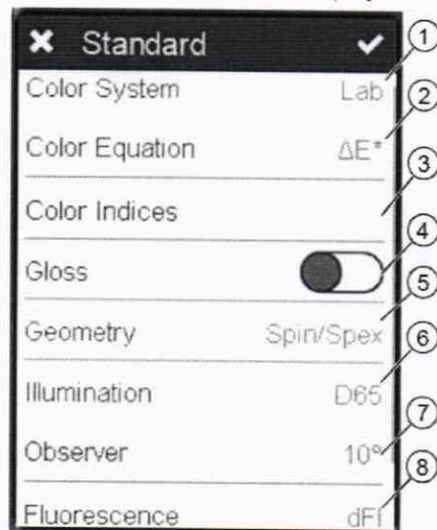 × Standard ✓
1
Color System Lab
2
Color Equation ΔE*
3
Color Indices
4
Gloss
5
Geometry Spin/Spex
6
Illumination D65
7
Observer 10°
8
Fluorescence dFl